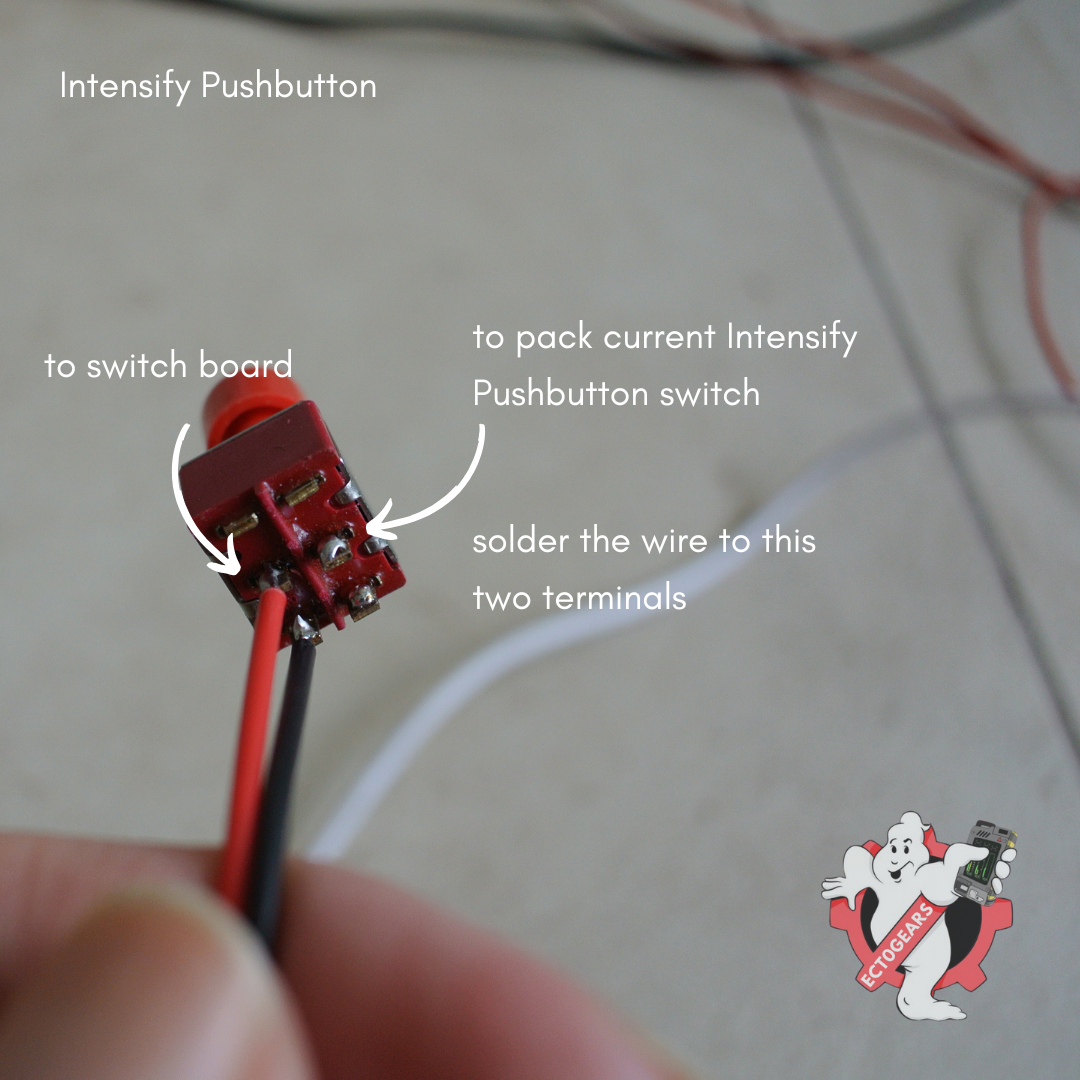 Intensify Pushbutton
to switch board
to pack current Intensify
Pushbutton switch
solder the wire to this
two terminals
ECTOGEARS